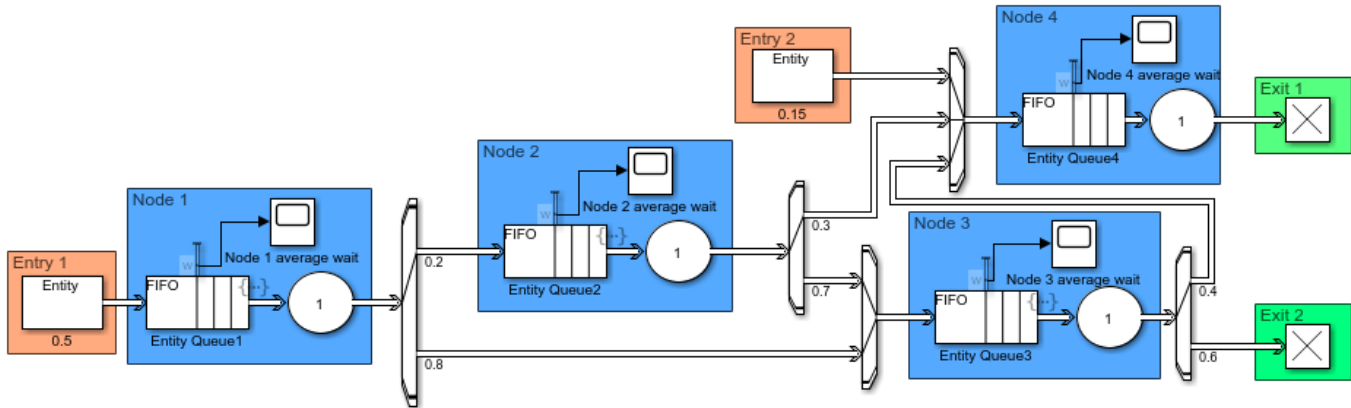 Entry 1
Entity
0.5
Node 1
W
FIFO
{...}
1
Node 1 average wait
Entity Queue1
0.2
0.8
Node 2
W
FIFO
{...}
1
Node 2 average wait
Entity Queue2
0.3
0.7
Entry 2
Entity
0.15
Node 4
W
FIFO
1
Node 4 average wait
Entity Queue4
Exit 1
Node 3
W
FIFO
{...}
1
Node 3 average wait
Entity Queue3
0.4
0.6
Exit 2